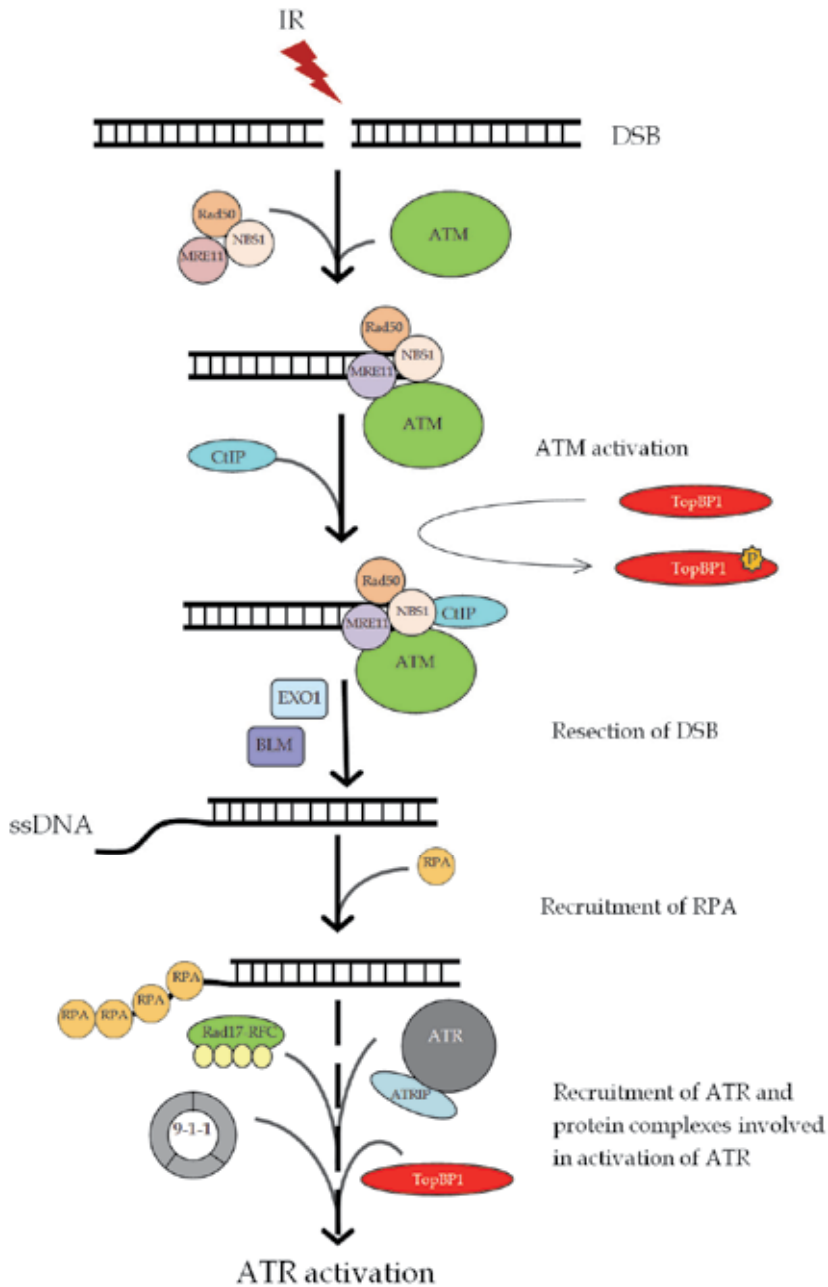 IR
DSB
Rad50
NBS1
MRE11
ATM
Rad50
NBS1
MRE11
ATM
CtIP
ATM activation
TopBP1
TopBP1
P
Rad50
NBS1
CtIP
MRE11
ATM
EXO1
BLM
Resection of DSB
ssDNA
RPA
Recruitment of RPA
RPA
RPA
RPA
RPA
Rad17-RFC
ATR
ATRIP
9-1-1
Recruitment of ATR and
protein complexes involved
in activation of ATR
TopBP1
ATR activation